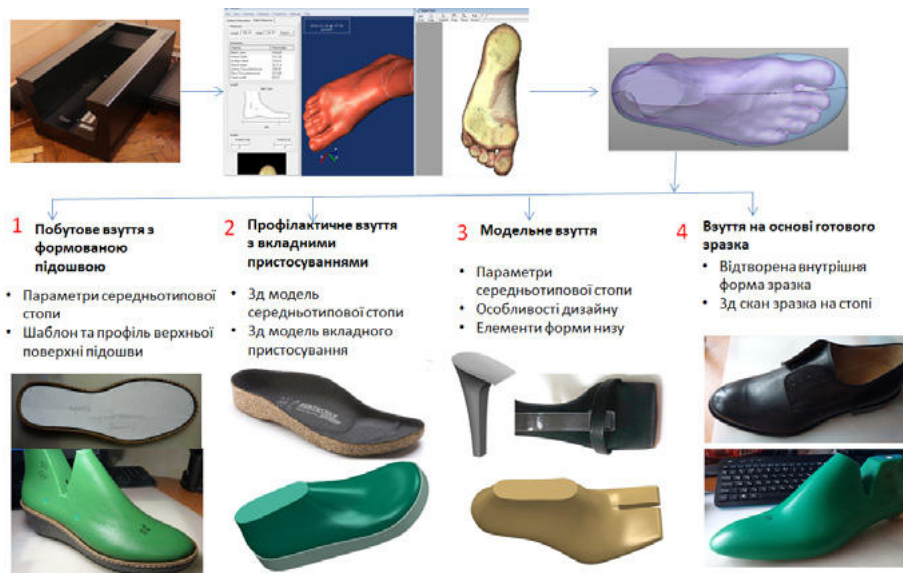 1
Побутове взуття з
формованою
підошвою
• Параметри середньотипової
стопи
• Шаблон та профіль верхньої
поверхні підошви
2
Профілактичне взуття
з вкладними
пристосуваннями
• 3д модель
середньотипової стопи
• 3д модель вкладного
пристосування
3
Модельне взуття
• Параметри
середньотипової стопи
• Особливості дизайну
• Елементи форми низу
4
Взуття на основі готового
зразка
• Відтворена внутрішня
форма зразка
• 3д скан зразка на стопі